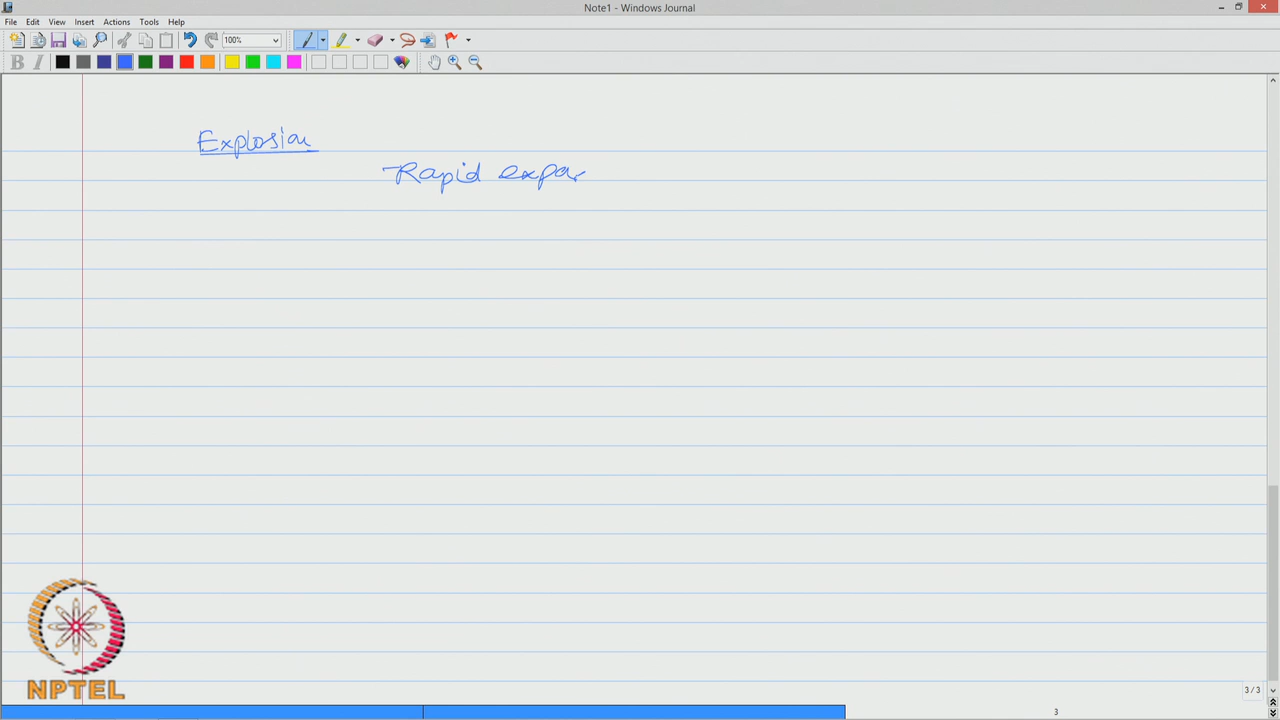 Note1 - Windows Journal
File Edit View Insert Actions Tools Help
100%
B I
Explosion
- Rapid expan
NPTEL
3 / 3
3